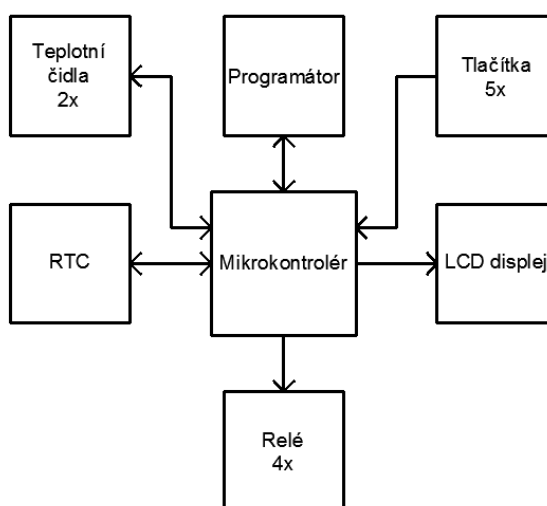 Teplotní
čidla
2x
Programátor
Tlačítka
5x
RTC
Mikrokontrolér
LCD displej
Relé
4x